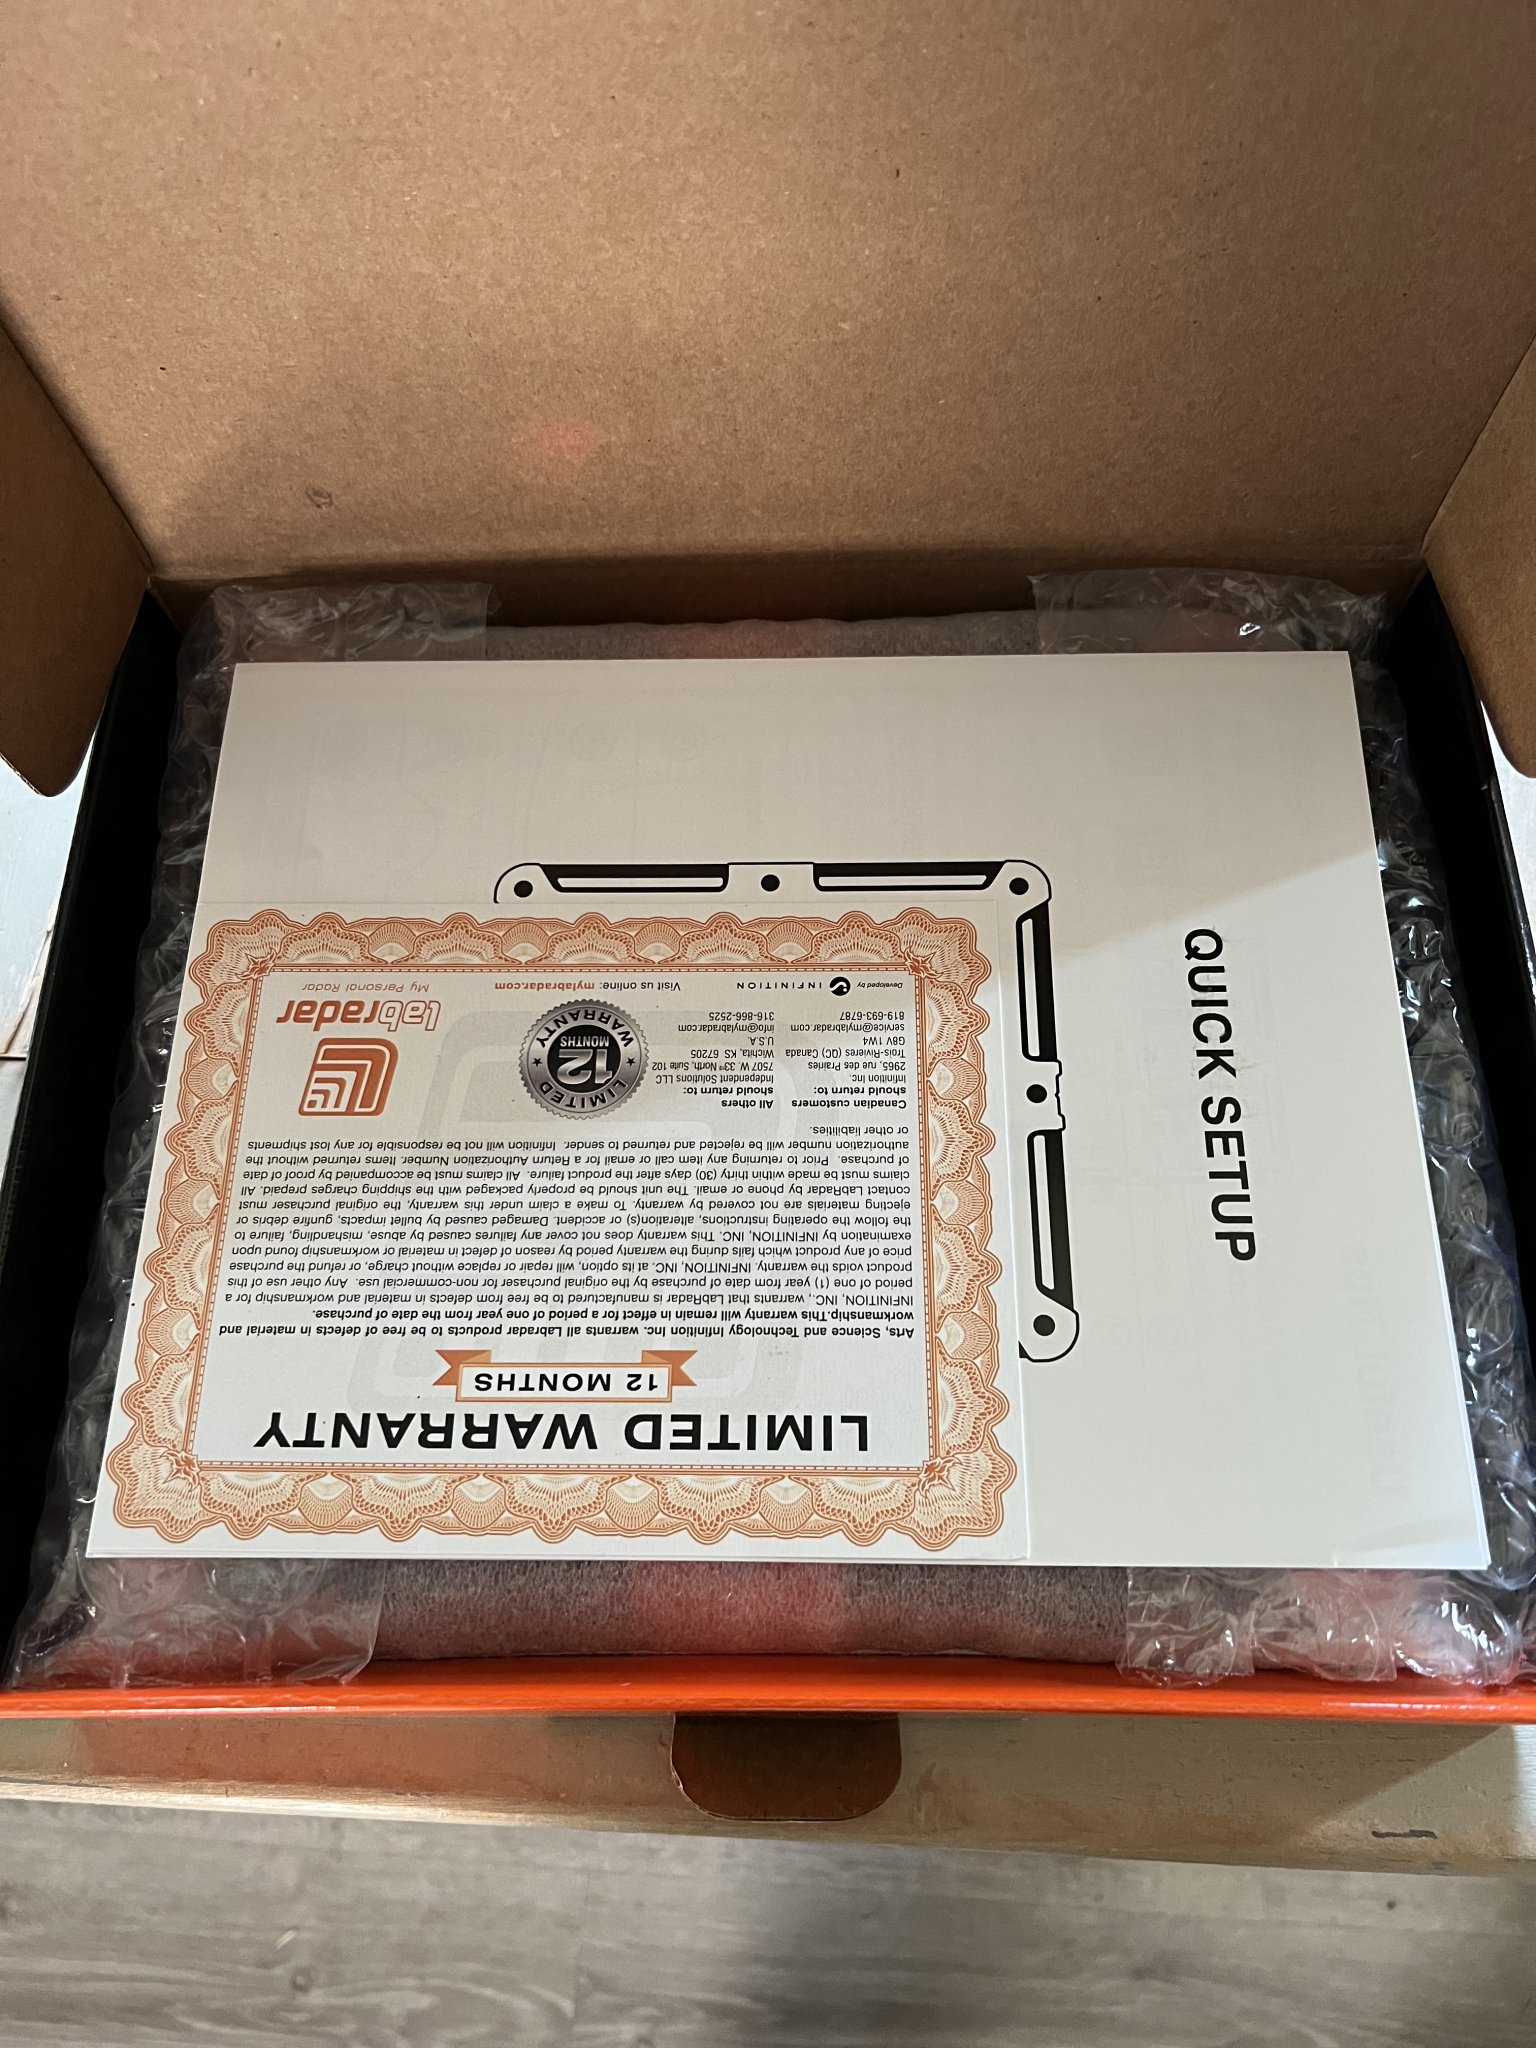 QUICK SETUP
LIMITED WARRANTY
12 MONTHS
Arts, Science and Technology Infinition Inc. warrants all Labradar products to be free of defects in material and
workmanship.This warranty will remain in effect for a period of one year from the date of purchase.
INFINITION, INC., warrants that LabRadar is manufactured to be free from defects in material and workmanship for a
period of one (1) year from date of purchase by the original purchaser for non-commercial use. Any other use of this
product voids the warranty. INFINITION, INC. at its option, will repair or replace without charge, or refund the purchase
price of any product which fails during the warranty period by reason of defect in material or workmanship found upon
examination by INFINITION, INC. This warranty does not cover any failures caused by abuse, mishandling, failure to
the follow the operating instructions, alteration(s) or accident. Damaged caused by bullet impacts, gunfire debris or
ejecting materials are not covered by warranty. To make a claim under this warranty, the original purchaser must
contact LabRadar by phone or email. The unit should be properly packaged with the shipping charges prepaid. All
claims must be made within thirty (30) days after the product failure. All claims must be accompanied by proof of date
of purchase. Prior to returning any item call or email for a Return Authorization Number. Items returned without the
authorization number will be rejected and returned to sender. Infinition will not be responsible for any lost shipments
or other liabilities.
Canadian customers
should return to:
Infinition Inc.
2965, rue des Prairies
Trois-Rivieres (QC) Canada
G8V 1W4
service@mylabradar.com
819-693-6787
All others
should return to:
Independent Solutions LLC
7507 W. 33rd North, Suite 102
Wichita, KS 67205
U.S.A.
info@mylabradar.com
316-866-2525
LIMITED
12
MONTHS
WARRANTY
labradar
My Personal Radar
Developed by INFINITION
Visit us online: mylabradar.com